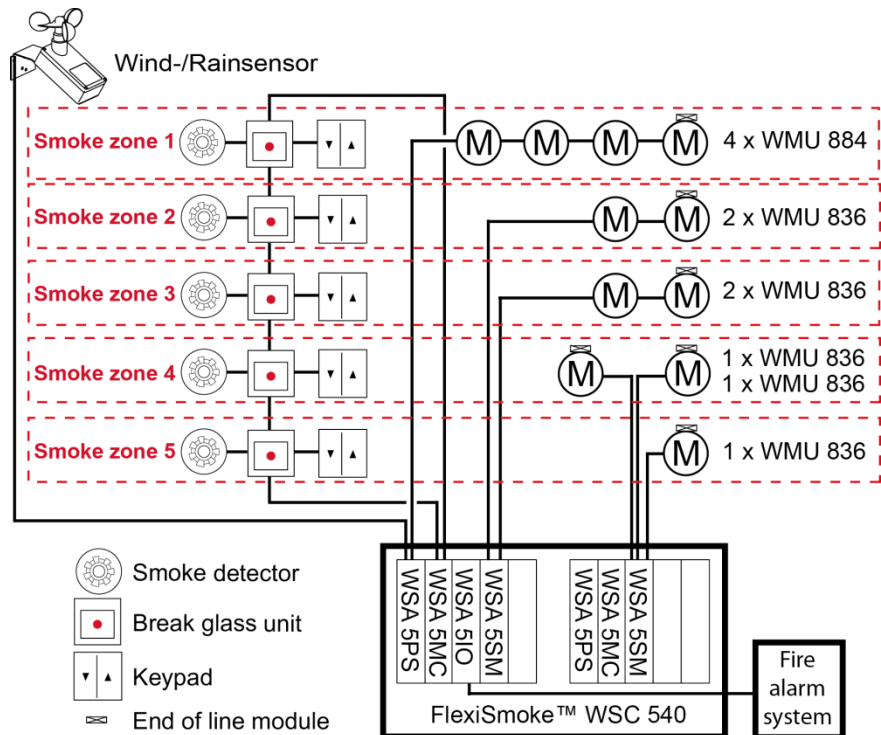 Wind-/Rainsensor
Smoke zone 1
M M M M
4 x WMU 884
Smoke zone 2
M M
2 x WMU 836
Smoke zone 3
M M
2 x WMU 836
Smoke zone 4
M M
1 x WMU 836
1 x WMU 836
Smoke zone 5
M
1 x WMU 836
Smoke detector
Break glass unit
Keypad
End of line module
WSA 5PS
WSA 5MC
WSA 5IO
WSA 5SM
WSA 5PS
WSA 5MC
WSA 5SM
FlexiSmoke™ WSC 540
Fire
alarm
system